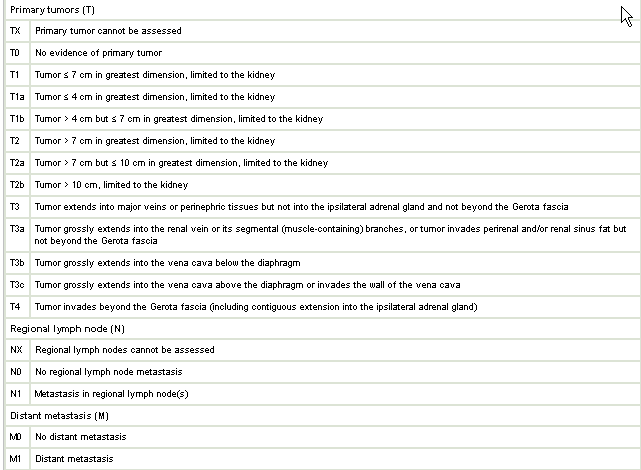 Primary tumors (T)
TX Primary tumor cannot be assessed
T0 No evidence of primary tumor
T1 Tumor ≤ 7 cm in greatest dimension, limited to the kidney
T1a Tumor ≤ 4 cm in greatest dimension, limited to the kidney
T1b Tumor > 4 cm but ≤ 7 cm in greatest dimension, limited to the kidney
T2 Tumor > 7 cm in greatest dimension, limited to the kidney
T2a Tumor > 7 cm but ≤ 10 cm in greatest dimension, limited to the kidney
T2b Tumor > 10 cm, limited to the kidney
T3 Tumor extends into major veins or perinephric tissues but not into the ipsilateral adrenal gland and not beyond the Gerota fascia
T3a Tumor grossly extends into the renal vein or its segmental (muscle-containing) branches, or tumor invades perirenal and/or renal sinus fat but
not beyond the Gerota fascia
T3b Tumor grossly extends into the vena cava below the diaphragm
T3c Tumor grossly extends into the vena cava above the diaphragm or invades the wall of the vena cava
T4 Tumor invades beyond the Gerota fascia (including contiguous extension into the ipsilateral adrenal gland)
Regional lymph node (N)
NX Regional lymph nodes cannot be assessed
N0 No regional lymph node metastasis
N1 Metastasis in regional lymph node(s)
Distant metastasis (M)
M0 No distant metastasis
M1 Distant metastasis